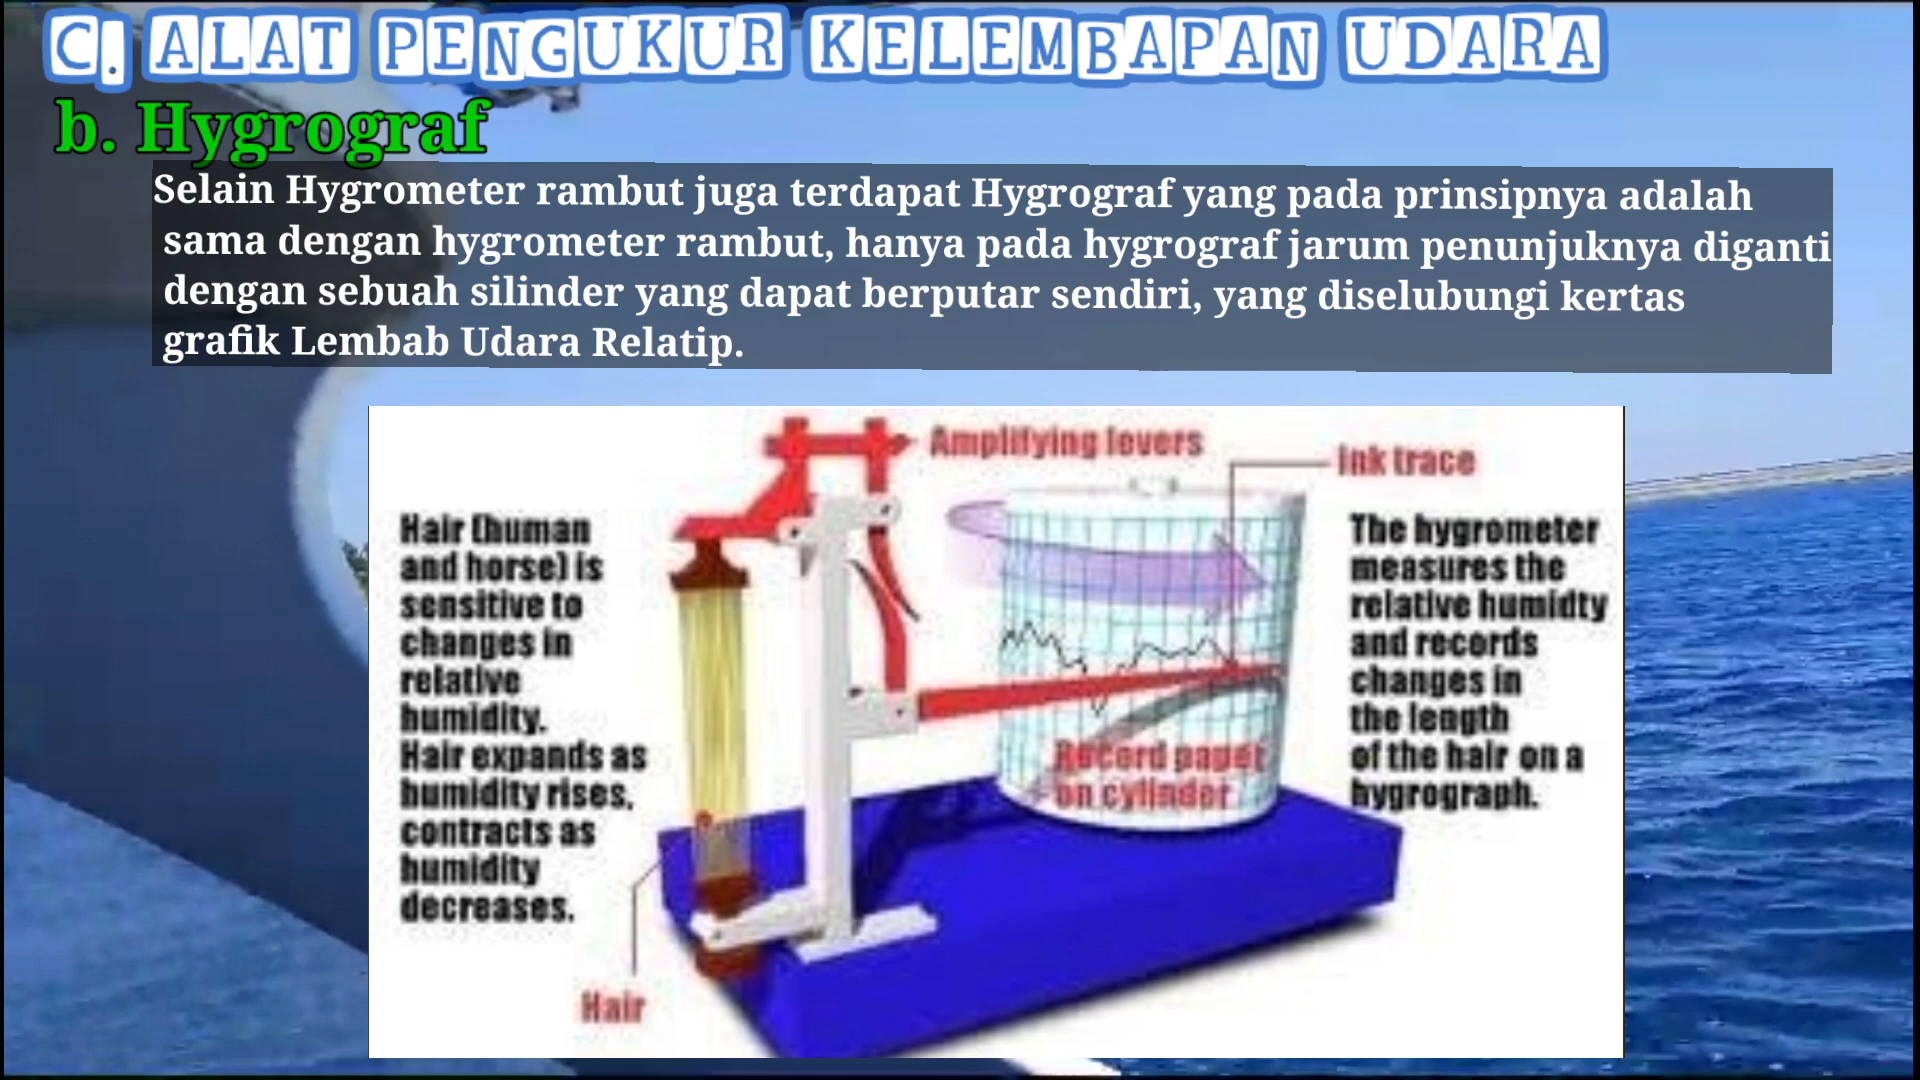 C. ALAT PENGUKUR KELEMBAPAN UDARA
b. Hygrograf
Selain Hygrometer rambut juga terdapat Hygrograf yang pada prinsipnya adalah
sama dengan hygrometer rambut, hanya pada hygrograf jarum penunjuknya diganti
dengan sebuah silinder yang dapat berputar sendiri, yang diselubungi kertas
grafik Lembab Udara Relatip.
Amplifying levers
Ink trace
Hair (human
and horse) is
sensitive to
changes in
relative
humidity.
Hair expands as
humidity rises,
contracts as
humidity
decreases.
The hygrometer
measures the
relative humidty
and records
changes in
the length
of the hair on a
hygrograph.
Record paper
on cylinder
Hair